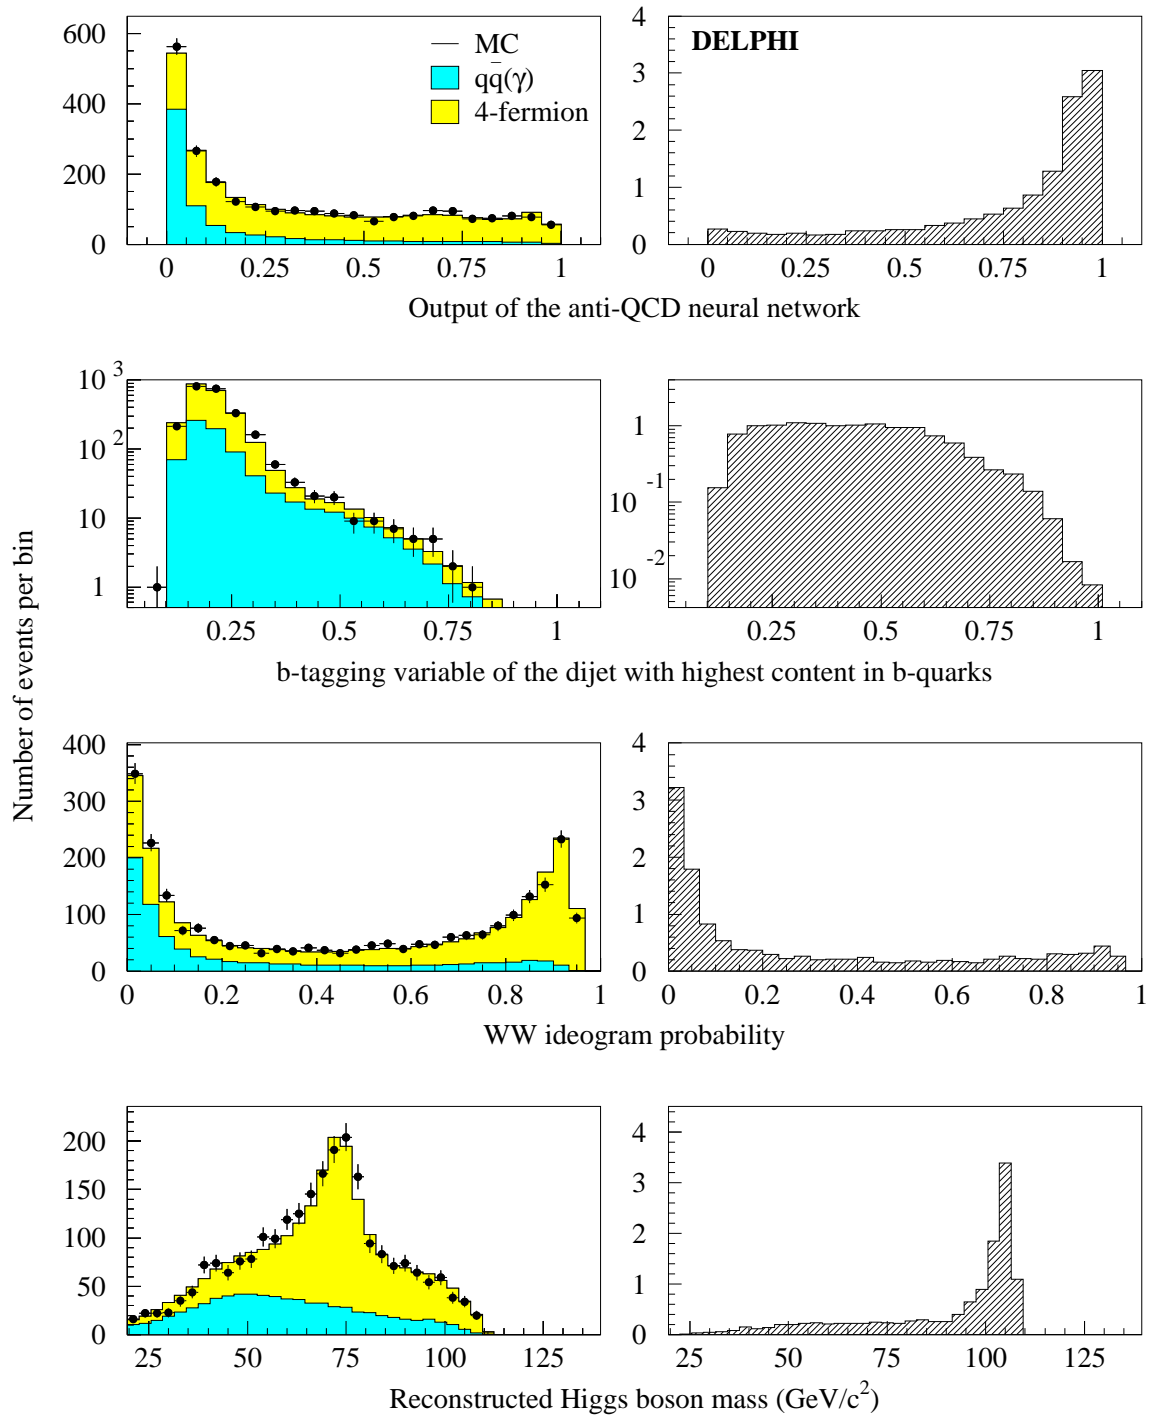 600
400
200
0
MC
qq̄(γ)
4-fermion
0 0.25 0.5 0.75 1
4
3
2
1
0
DELPHI
0 0.25 0.5 0.75 1
Output of the anti-QCD neural network
10³
10²
10
1
0.25 0.5 0.75 1
1
10⁻¹
10⁻²
0.25 0.5 0.75 1
b-tagging variable of the dijet with highest content in b-quarks
Number of events per bin
400
300
200
100
0
0 0.2 0.4 0.6 0.8 1
4
3
2
1
0
0 0.2 0.4 0.6 0.8 1
WW ideogram probability
200
150
100
50
0
25 50 75 100 125
4
3
2
1
0
25 50 75 100 125
Reconstructed Higgs boson mass (GeV/c²)